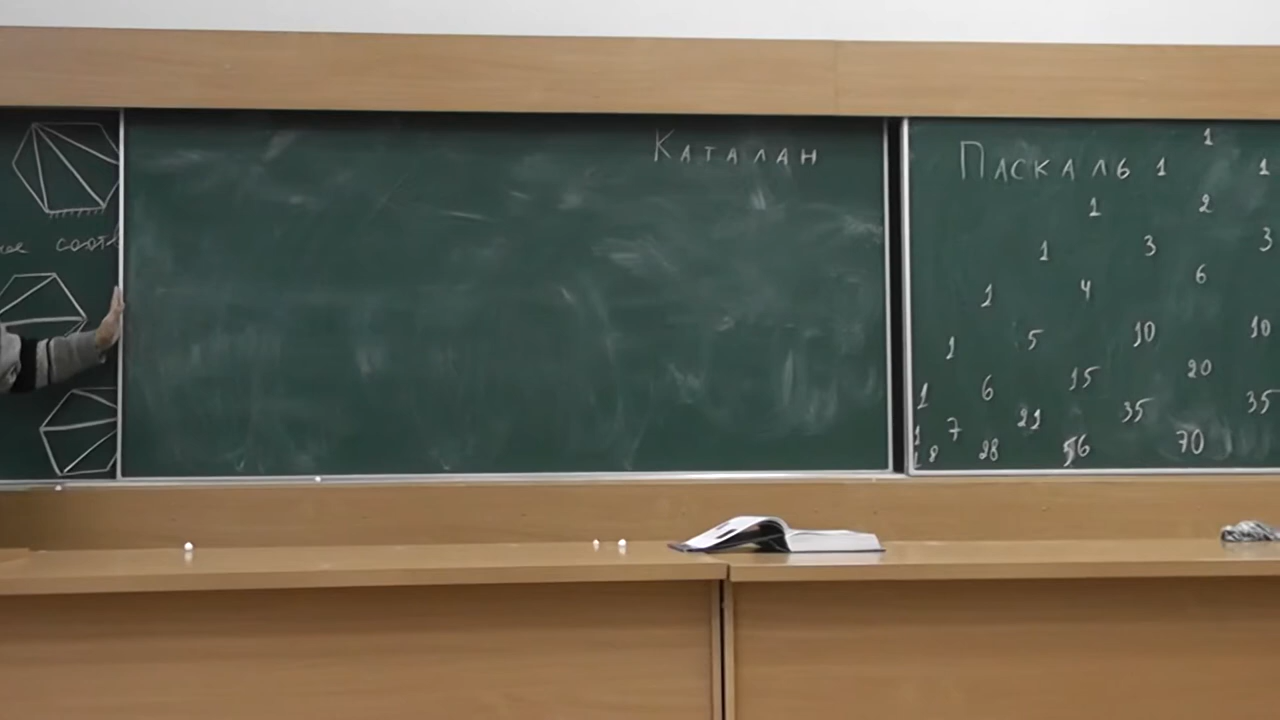 Каталан
Паскаль
1
1 1
1 2
1 3 3
1 4 6
1 5 10 10
1 6 15 20
1 7 21 35 35
1 8 28 56 70